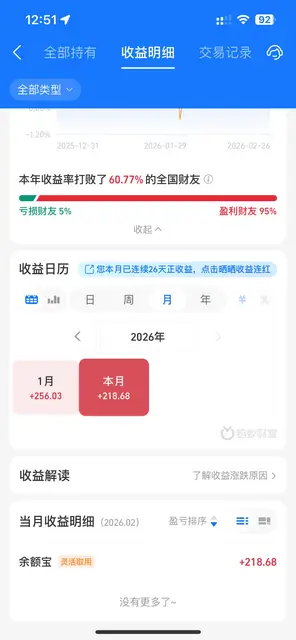 12:51
92
全部持有
收益明细
交易记录
全部类型
-1.20%
2025-12-31
2026-01-29
2026-02-26
本年收益率打败了 60.77% 的全国财友
亏损财友 5%
盈利财友 95%
收起
收益日历
您本月已连续26天正收益，点击晒晒收益连红
日
周
月
年
2026年
1月
+256.03
本月
+218.68
蚂蚁财富
收益解读
了解收益涨跌原因
当月收益明细 (2026.02)
盈亏排序
余额宝
灵活取用
+218.68
没有更多了~